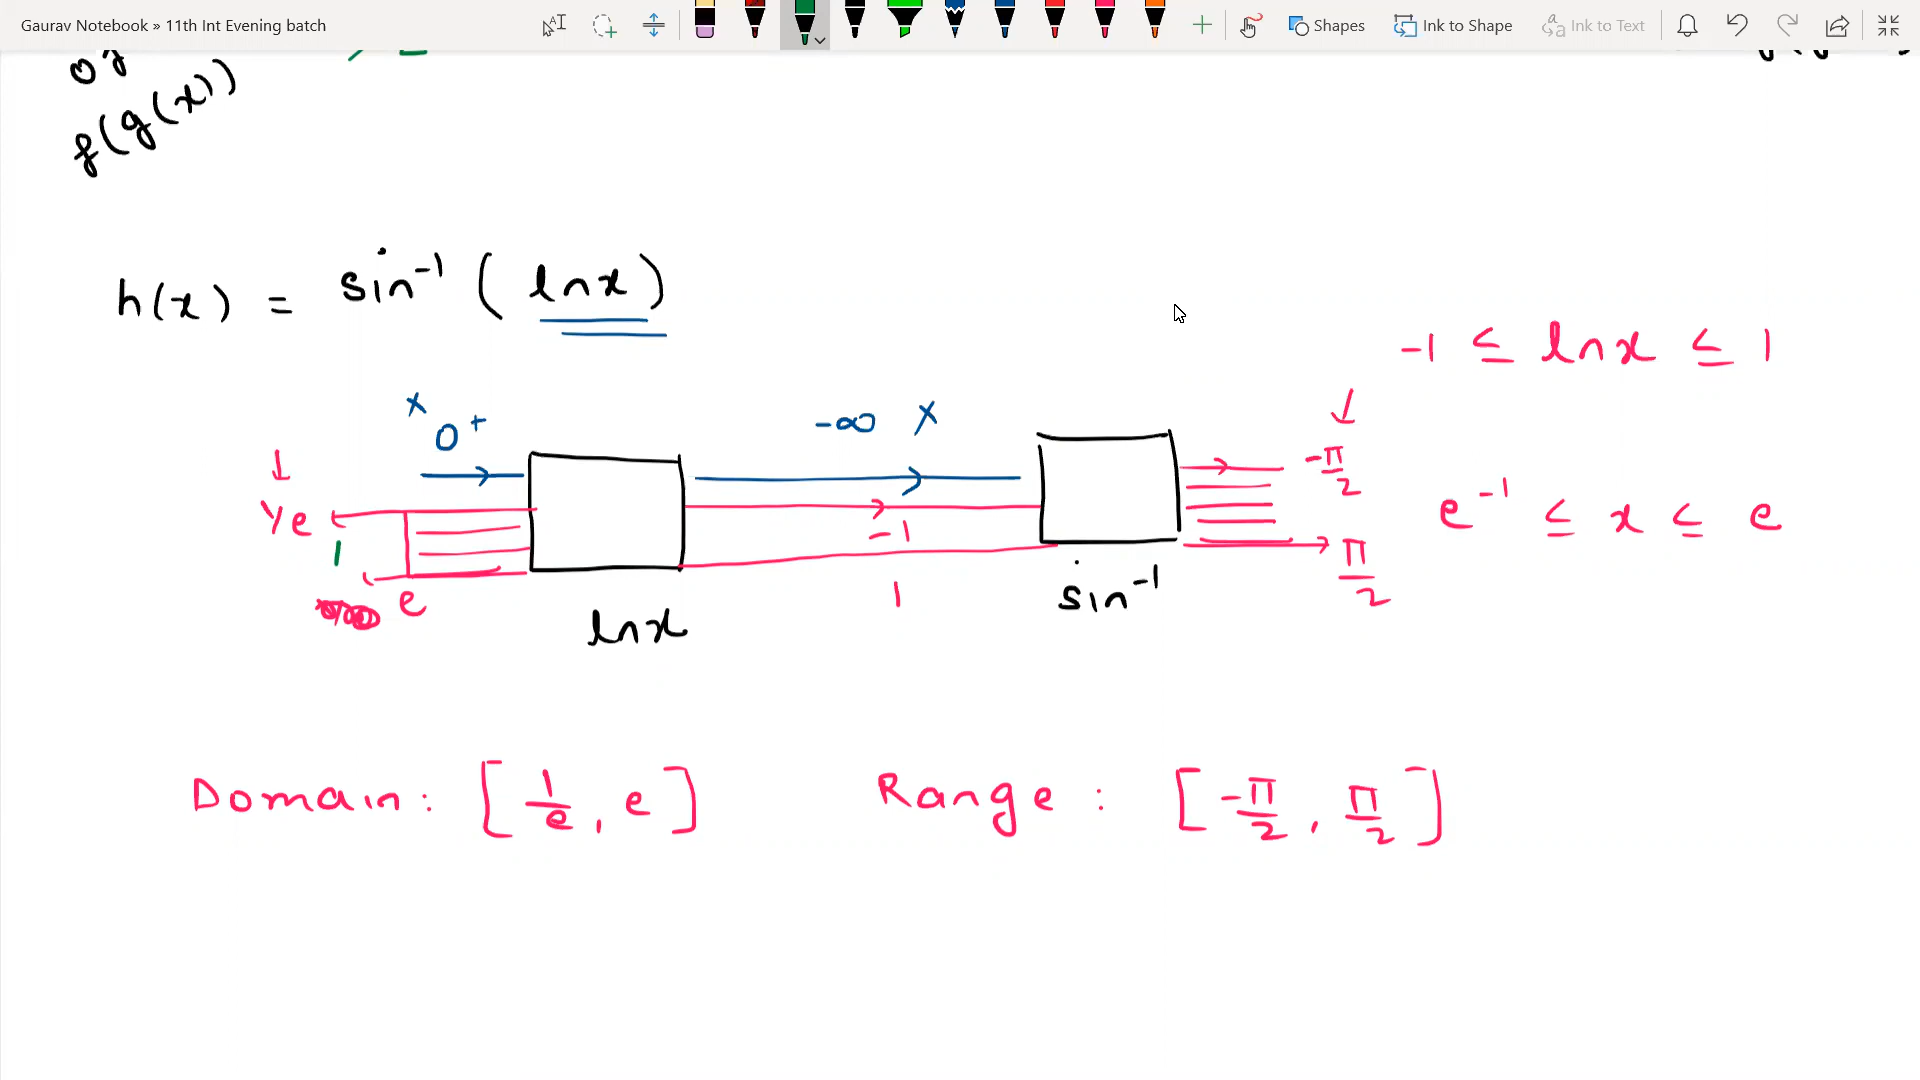 Gaurav Notebook » 11th Int Evening batch
Shapes
Ink to Shape
Ink to Text
f(g(x))
h(x) = sin⁻¹ ( ln x )
-1 ≤ ln x ≤ 1
x 0⁺
-∞ x
↓
↓
-π/2
1/e
-1
e⁻¹ ≤ x ≤ e
1
π/2
e
1
sin⁻¹
ln x
Domain : [ 1/e , e ]
Range : [ -π/2 , π/2 ]